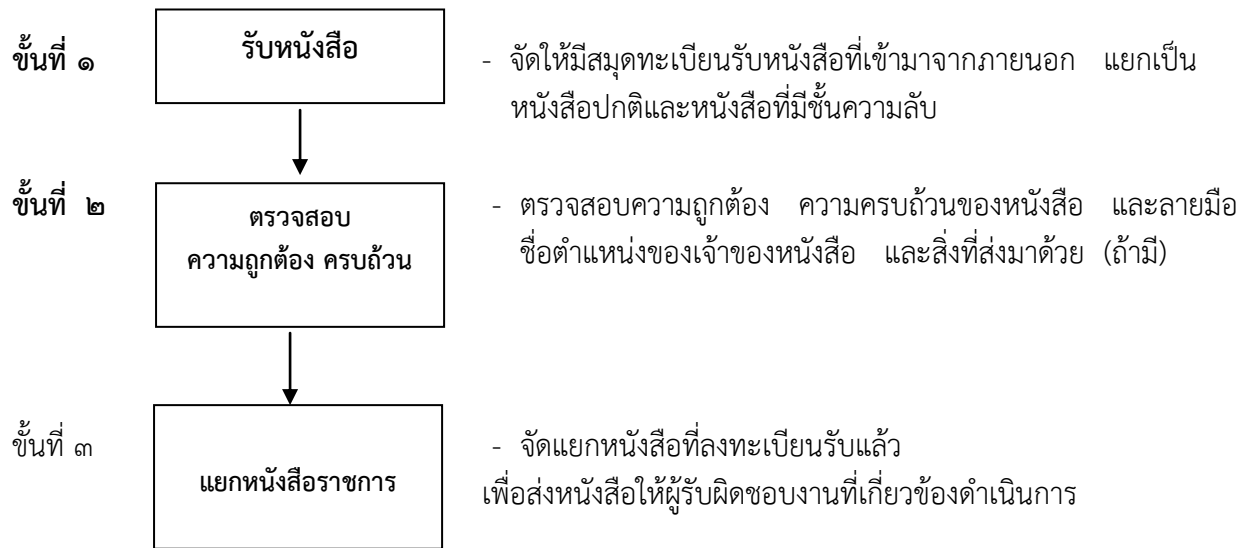 ขั้นที่ ๑
รับหนังสือ
- จัดให้มีสมุดทะเบียนรับหนังสือที่เข้ามาจากภายนอก แยกเป็น
หนังสือปกติและหนังสือที่มีชั้นความลับ
ขั้นที่ ๒
ตรวจสอบ
ความถูกต้อง ครบถ้วน
- ตรวจสอบความถูกต้อง ความครบถ้วนของหนังสือ และลายมือ
ชื่อตำแหน่งของเจ้าของหนังสือ และสิ่งที่ส่งมาด้วย (ถ้ามี)
ขั้นที่ ๓
แยกหนังสือราชการ
- จัดแยกหนังสือที่ลงทะเบียนรับแล้ว
เพื่อส่งหนังสือให้ผู้รับผิดชอบงานที่เกี่ยวข้องดำเนินการ